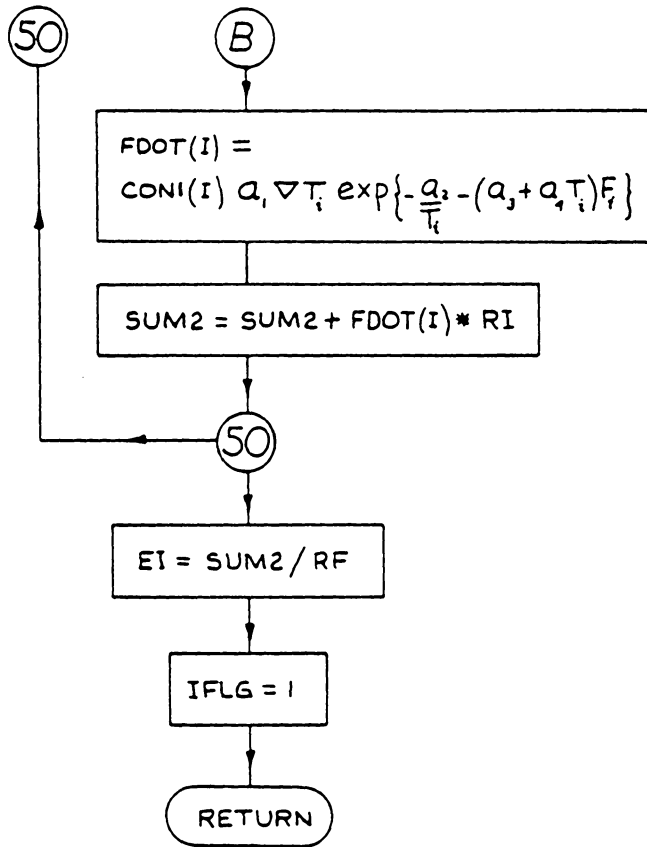 50
B
FDOT(I) =
CON1(I) a₁ ∇Tᵢ exp{-a₂/Tᵢ - (a₃ + a₄ Tᵢ)Fᵢ}
SUM2 = SUM2 + FDOT(I) * RI
50
EI = SUM2 / RF
IFLG = 1
RETURN